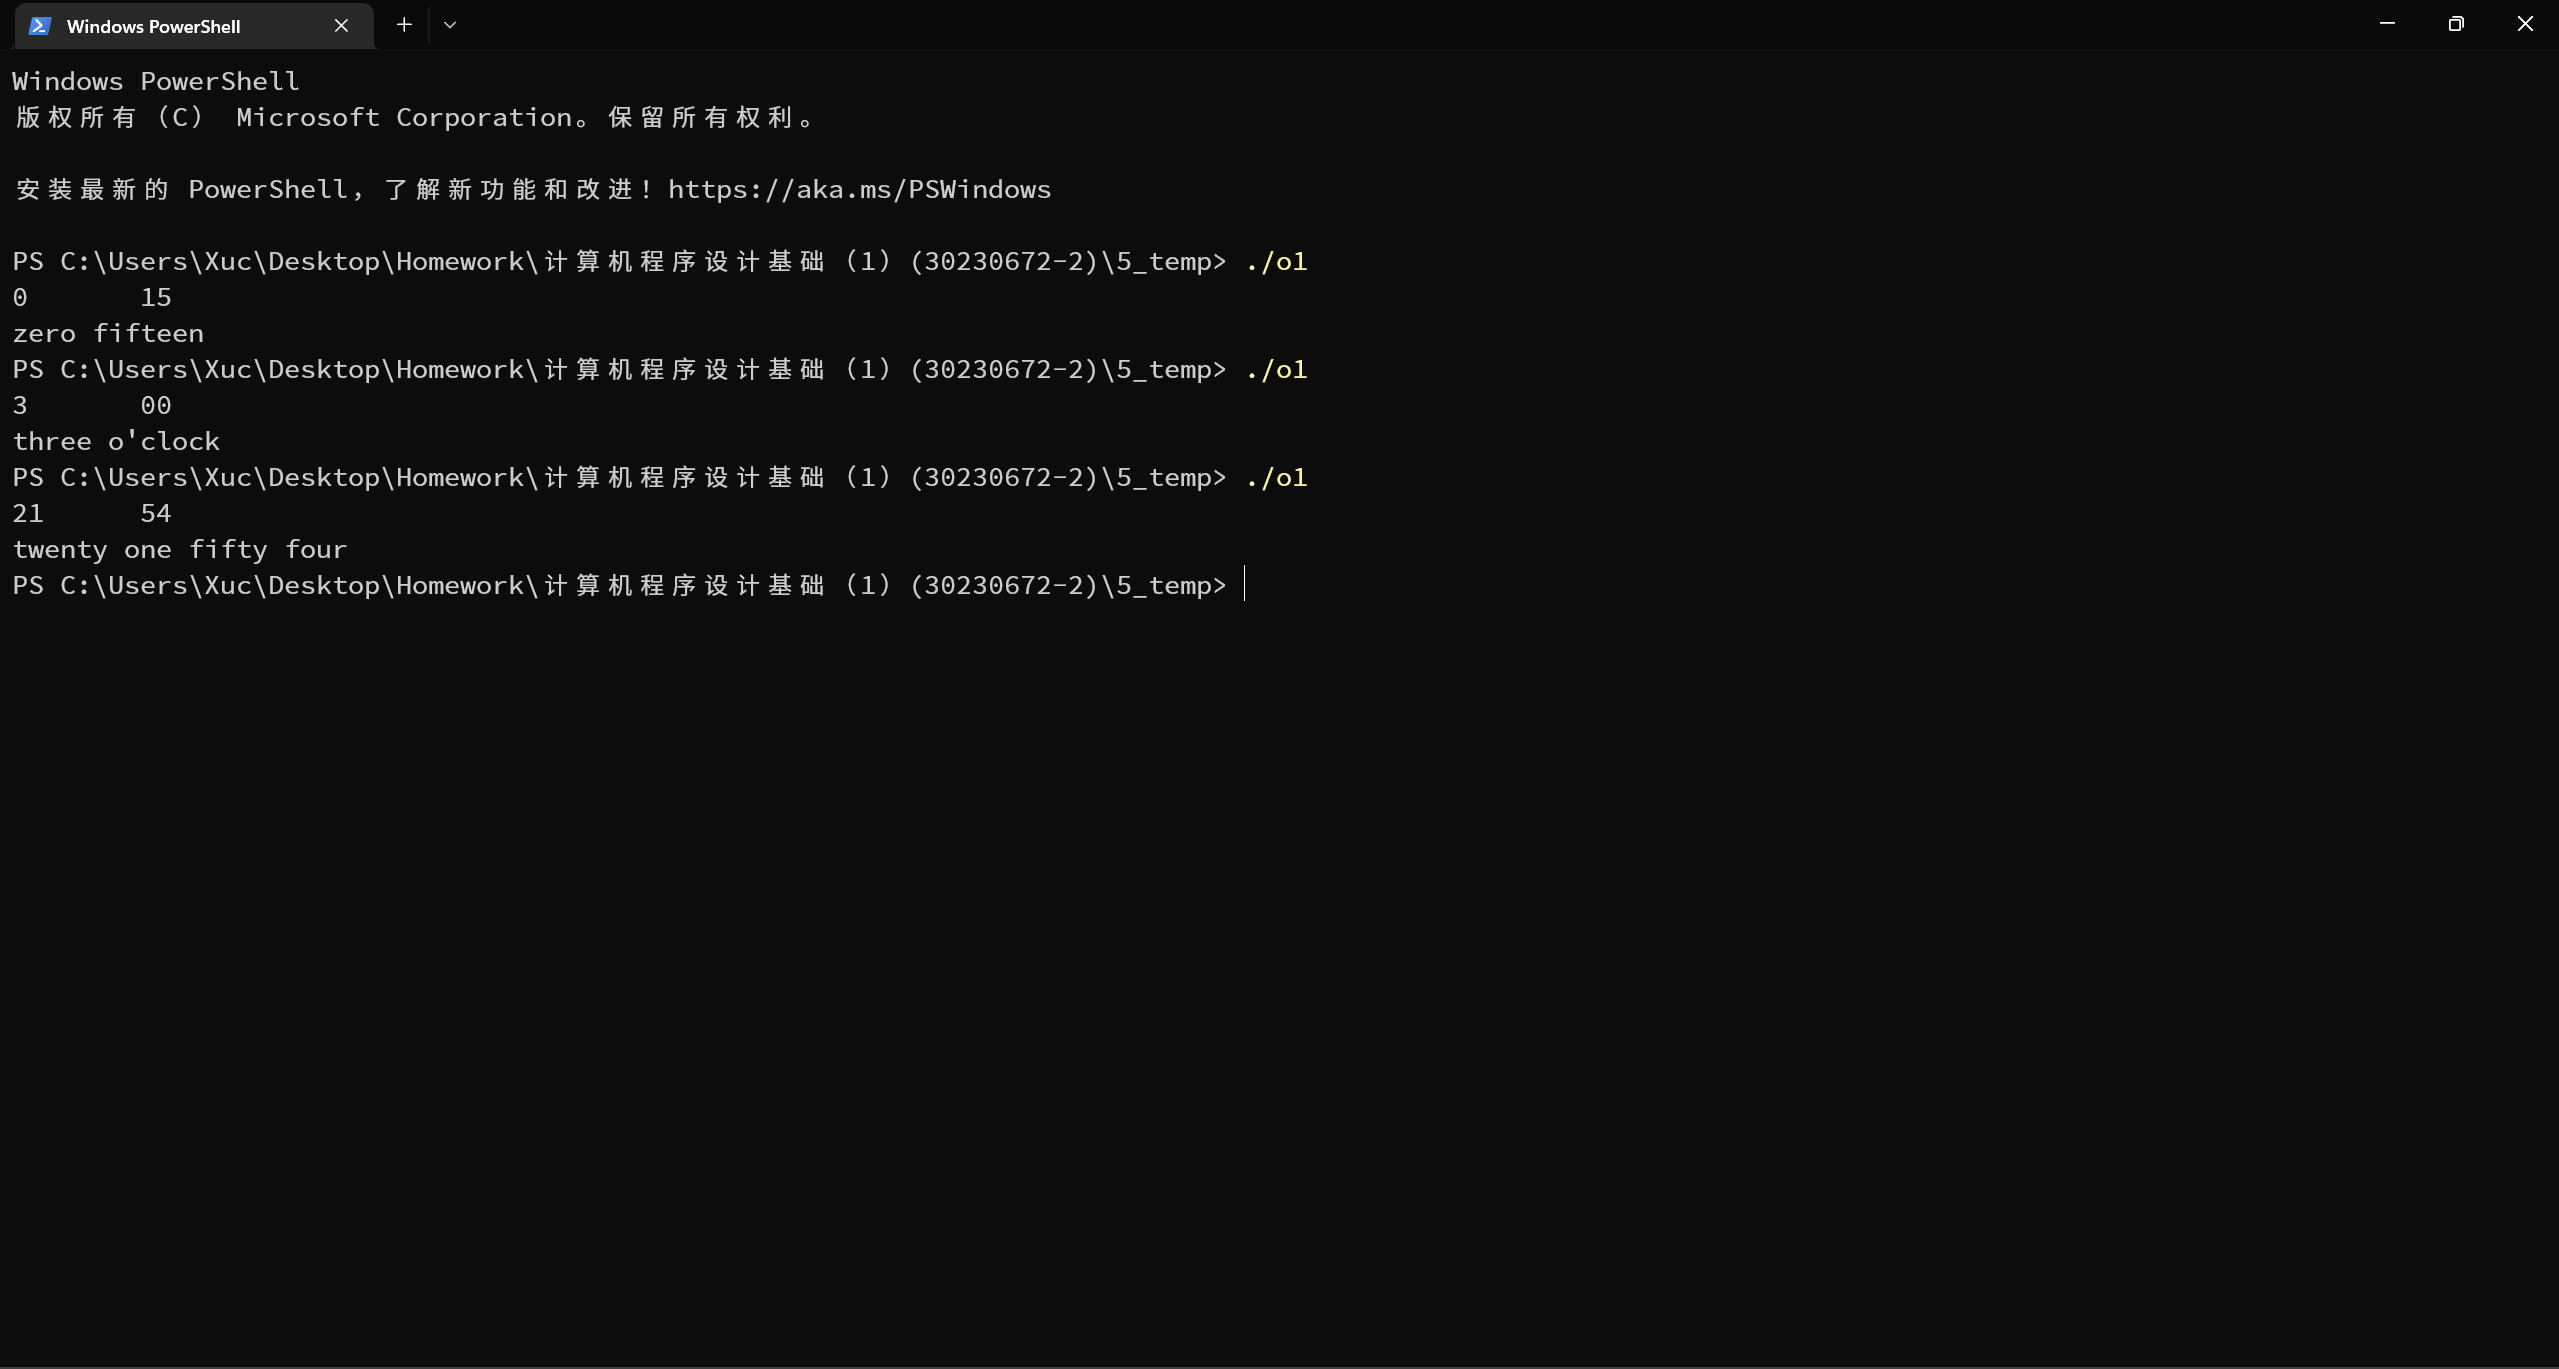 Windows PowerShell
Windows PowerShell
版权所有（C） Microsoft Corporation。保留所有权利。
安装最新的 PowerShell，了解新功能和改进！https://aka.ms/PSWindows
PS C:\Users\Xuc\Desktop\Homework\计算机程序设计基础（1）(30230672-2)\5_temp> ./o1
0       15
zero fifteen
PS C:\Users\Xuc\Desktop\Homework\计算机程序设计基础（1）(30230672-2)\5_temp> ./o1
3       00
three o'clock
PS C:\Users\Xuc\Desktop\Homework\计算机程序设计基础（1）(30230672-2)\5_temp> ./o1
21      54
twenty one fifty four
PS C:\Users\Xuc\Desktop\Homework\计算机程序设计基础（1）(30230672-2)\5_temp>